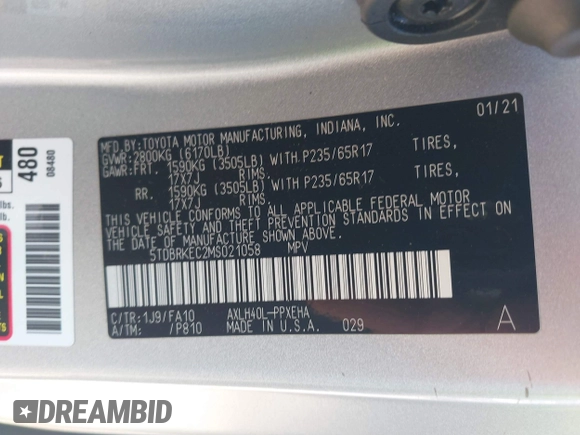 MFD.BY:TOYOTA MOTOR MANUFACTURING, INDIANA, INC. 01/21
GVWR:2800KG (6170LB)
GAWR:FRT. 1590KG (3505LB) WITH P235/65R17 TIRES,
17X7J RIMS.
RR. 1590KG (3505LB) WITH P235/65R17 TIRES,
17X7J RIMS.
THIS VEHICLE CONFORMS TO ALL APPLICABLE FEDERAL MOTOR
VEHICLE SAFETY AND THEFT PREVENTION STANDARDS IN EFFECT ON
THE DATE OF MANUFACTURE SHOWN ABOVE.
5TDBRKEC2MS021058 MPV
C/TR:1J9/FA10 AXLH40L-PPXEHA
A/TM: /P810 MADE IN U.S.A. 029 A
480
08480
lbs.
lb.
DREAMBID